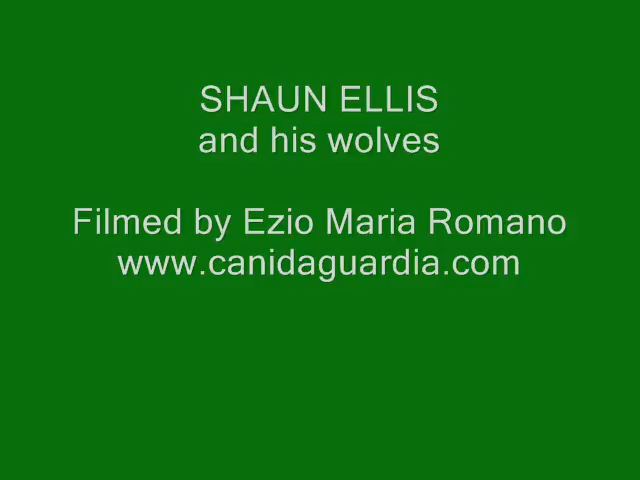 SHAUN ELLIS
and his wolves
Filmed by Ezio Maria Romano
www.canidaguardia.com